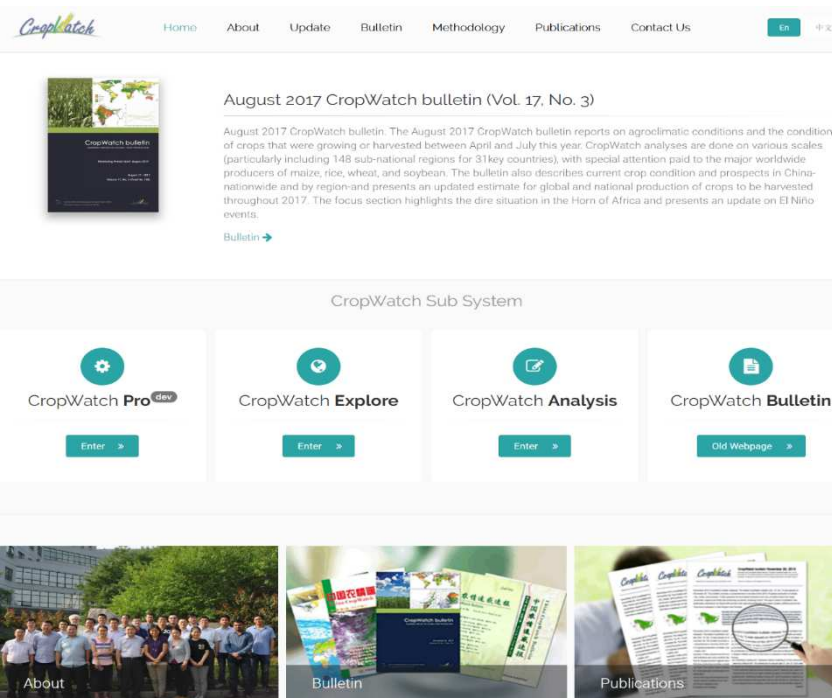 CropWatch
Home About Update Bulletin Methodology Publications Contact Us
En 中文
CropWatch bulletin
August 2017 CropWatch bulletin (Vol. 17, No. 3)
August 2017 CropWatch bulletin. The August 2017 CropWatch bulletin reports on agroclimatic conditions and the condition
of crops that were growing or harvested between April and July this year. CropWatch analyses are done on various scales
(particularly including 148 sub-national regions for 31key countries), with special attention paid to the major worldwide
producers of maize, rice, wheat, and soybean. The bulletin also describes current crop condition and prospects in China-
nationwide and by region-and presents an updated estimate for global and national production of crops to be harvested
throughout 2017. The focus section highlights the dire situation in the Horn of Africa and presents an update on El Niño
events.
Bulletin
CropWatch Sub System
CropWatch Pro dev
CropWatch Explore
CropWatch Analysis
CropWatch Bulletin
Enter »
Enter »
Enter »
Old Webpage »
About
CropWatch bulletin
Bulletin
CropWatch
Publications